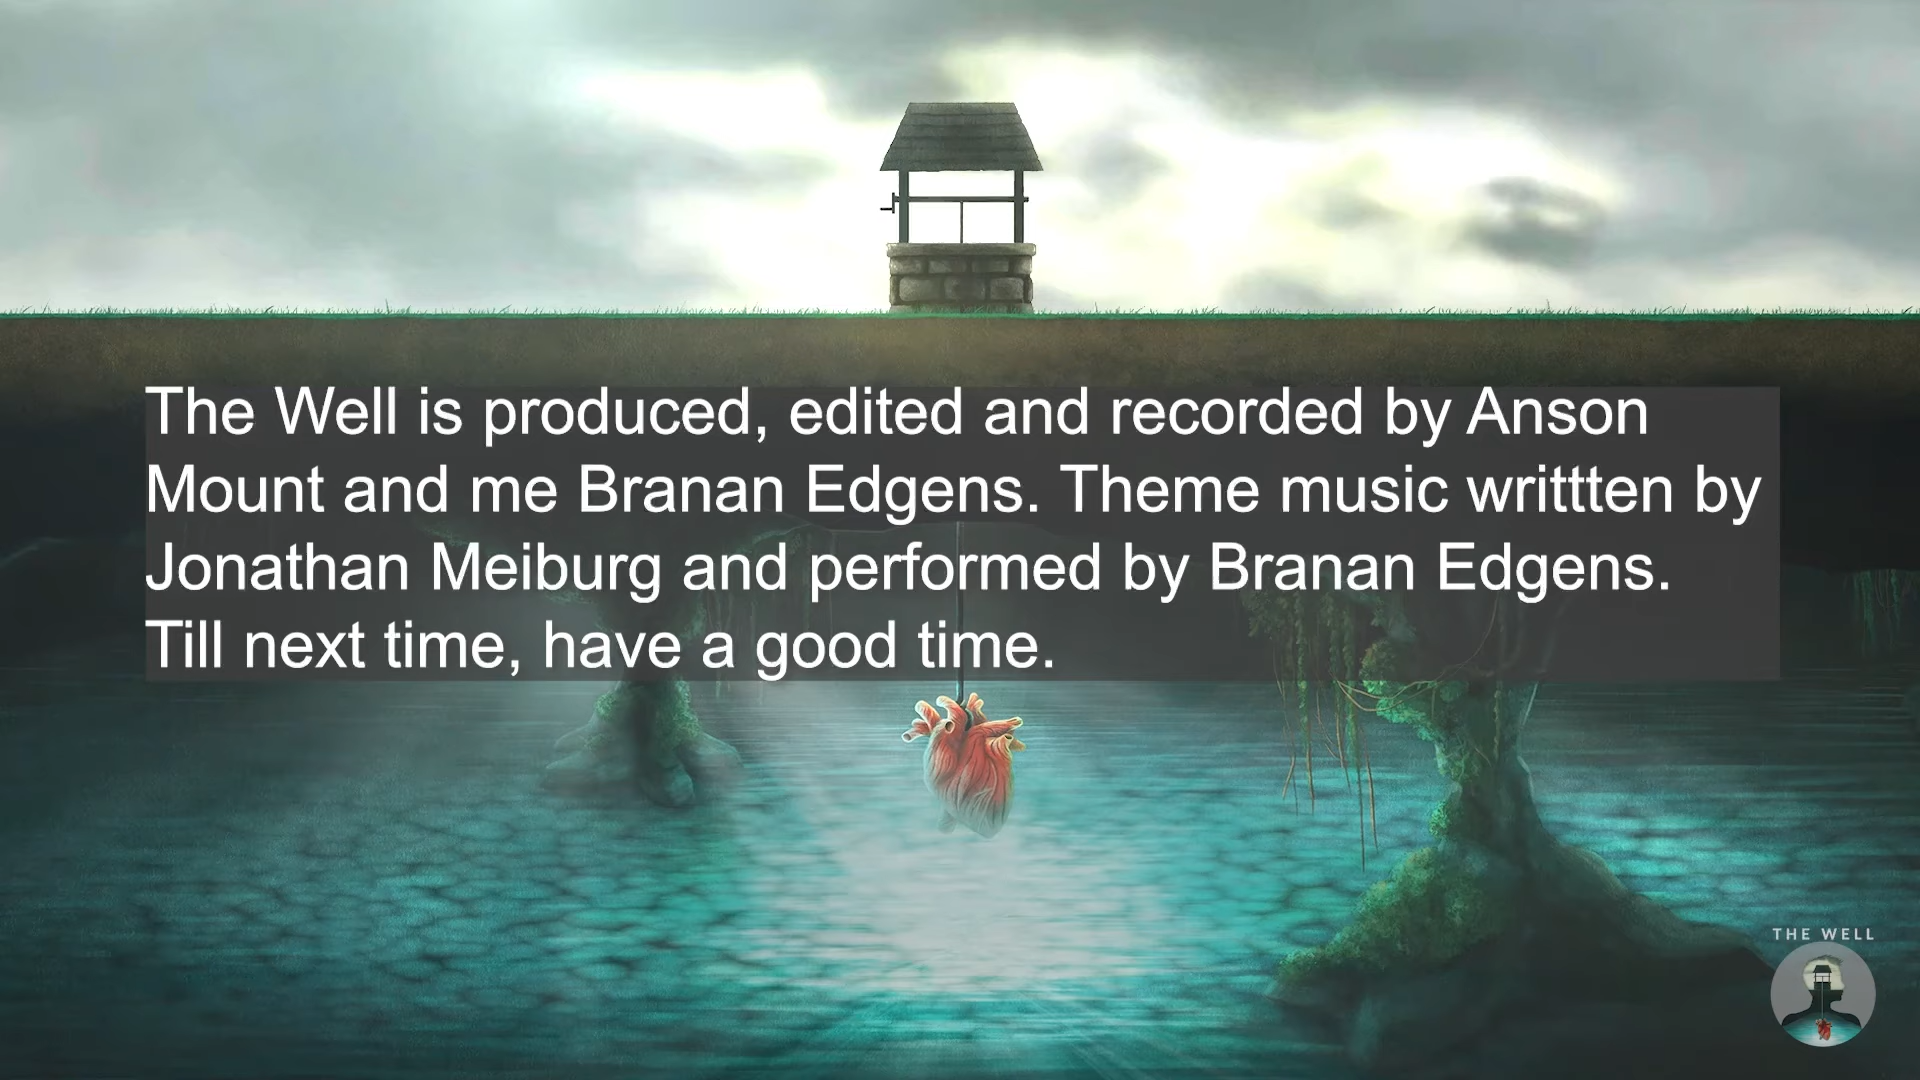 The Well is produced, edited and recorded by Anson
Mount and me Branan Edgens. Theme music writtten by
Jonathan Meiburg and performed by Branan Edgens.
Till next time, have a good time.
THE WELL